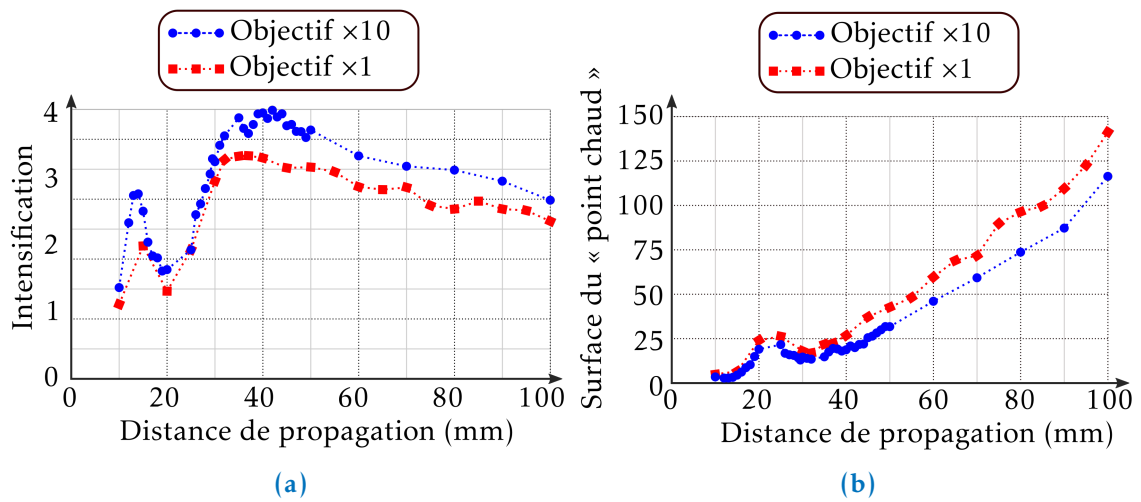 Objectif ×10
Objectif ×1
Intensification
4
3
2
1
0
0 20 40 60 80 100
Distance de propagation (mm)
(a)
Objectif ×10
Objectif ×1
Surface du « point chaud »
150
125
100
75
50
25
0
0 20 40 60 80 100
Distance de propagation (mm)
(b)